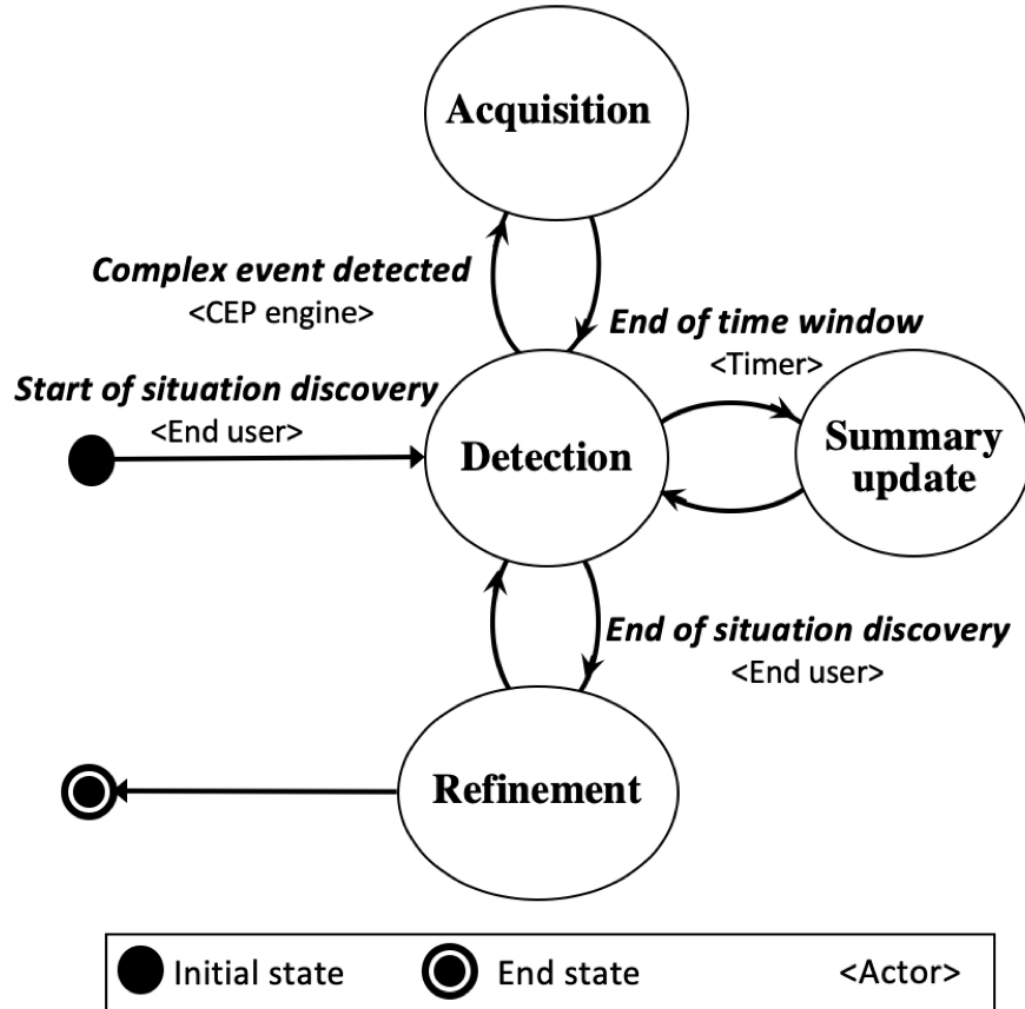 Acquisition
Complex event detected
<CEP engine>
End of time window
<Timer>
Start of situation discovery
<End user>
Detection
Summary
update
End of situation discovery
<End user>
Refinement
Initial state
End state
<Actor>